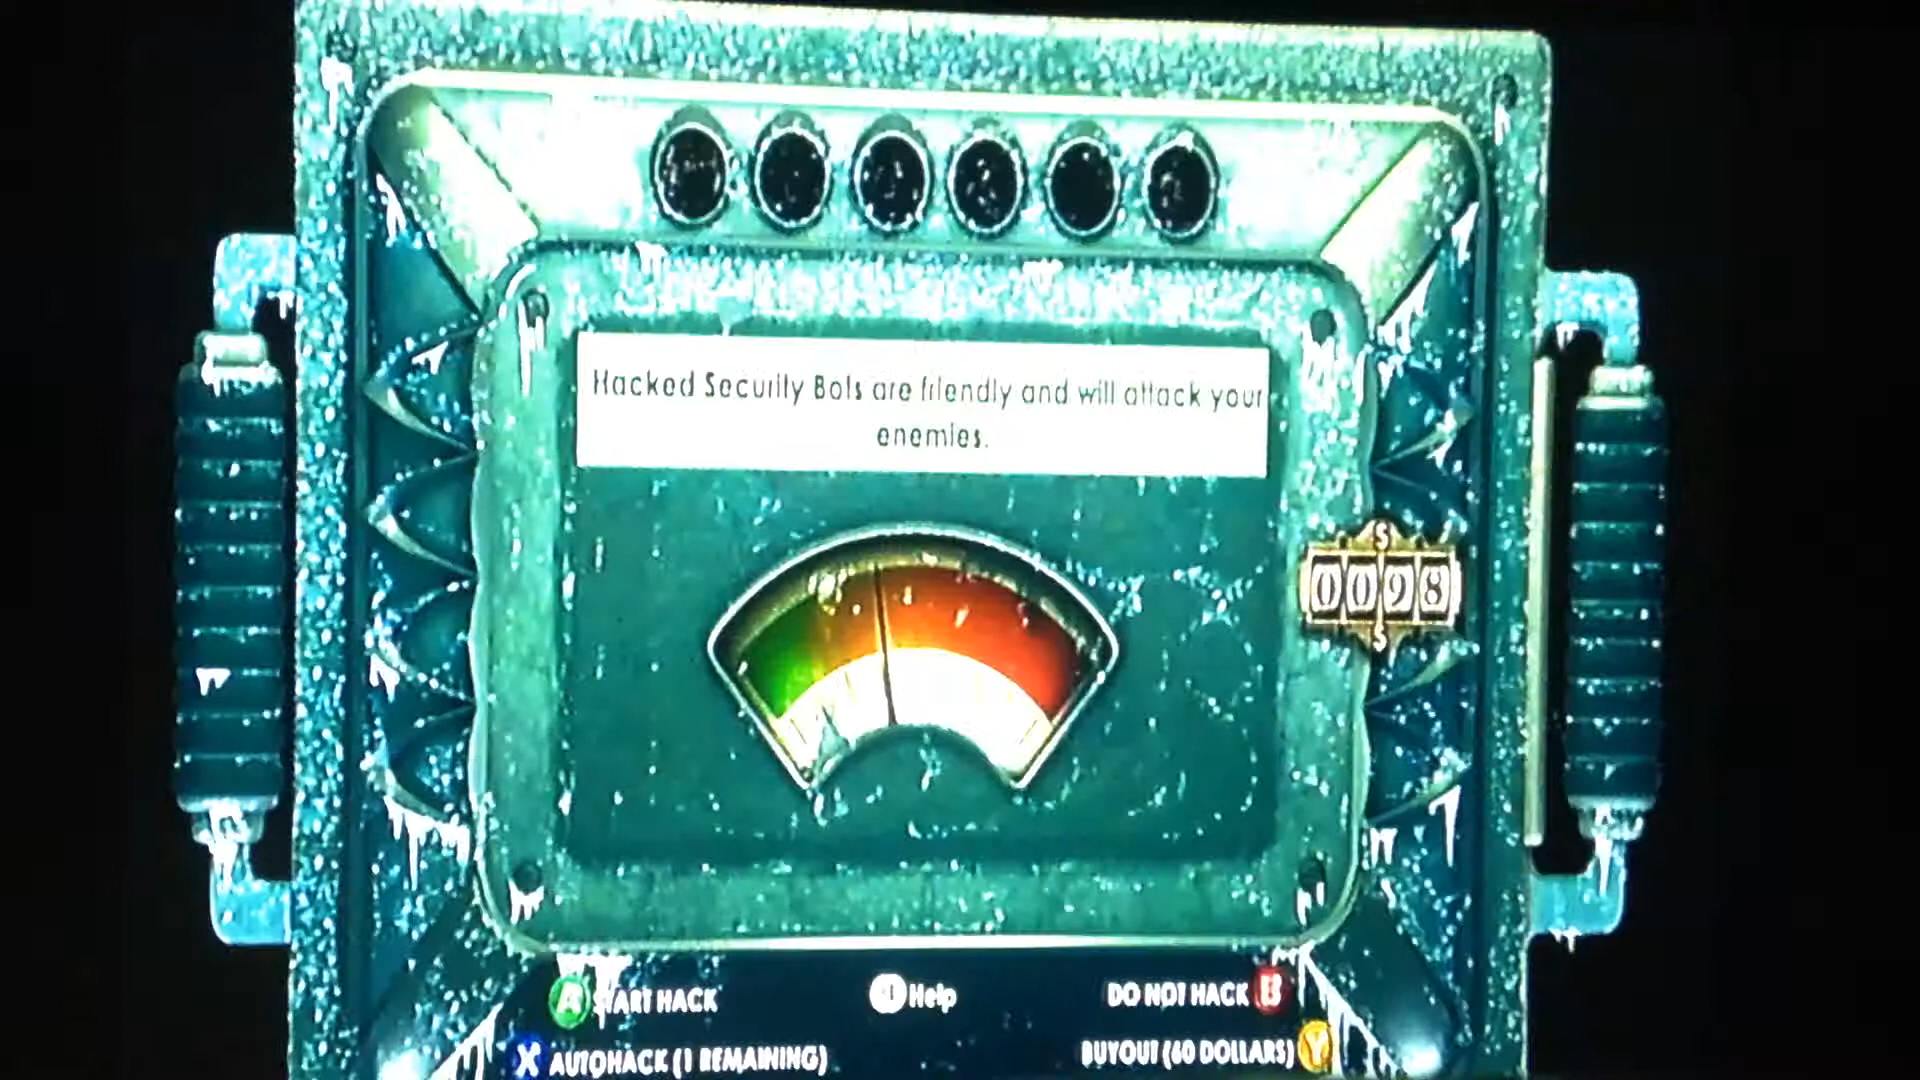 Hacked Security Bots are friendly and will attack your
enemies.
$
0098
$
A START HACK
Help
DO NOT HACK B
X AUTOHACK (1 REMAINING)
BUYOUT (60 DOLLARS) Y